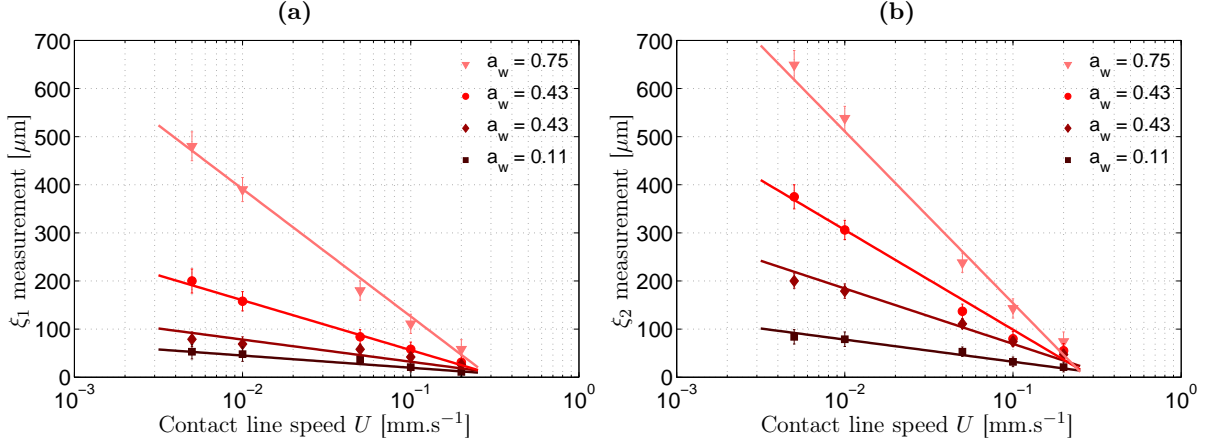 (a)
700
600
500
400
300
200
100
0
ξ1 measurement [μm]
10^−3
10^−2
10^−1
10^0
Contact line speed U [mm.s^−1]
a_w = 0.75
a_w = 0.43
a_w = 0.43
a_w = 0.11
(b)
700
600
500
400
300
200
100
0
ξ2 measurement [μm]
10^−3
10^−2
10^−1
10^0
Contact line speed U [mm.s^−1]
a_w = 0.75
a_w = 0.43
a_w = 0.43
a_w = 0.11